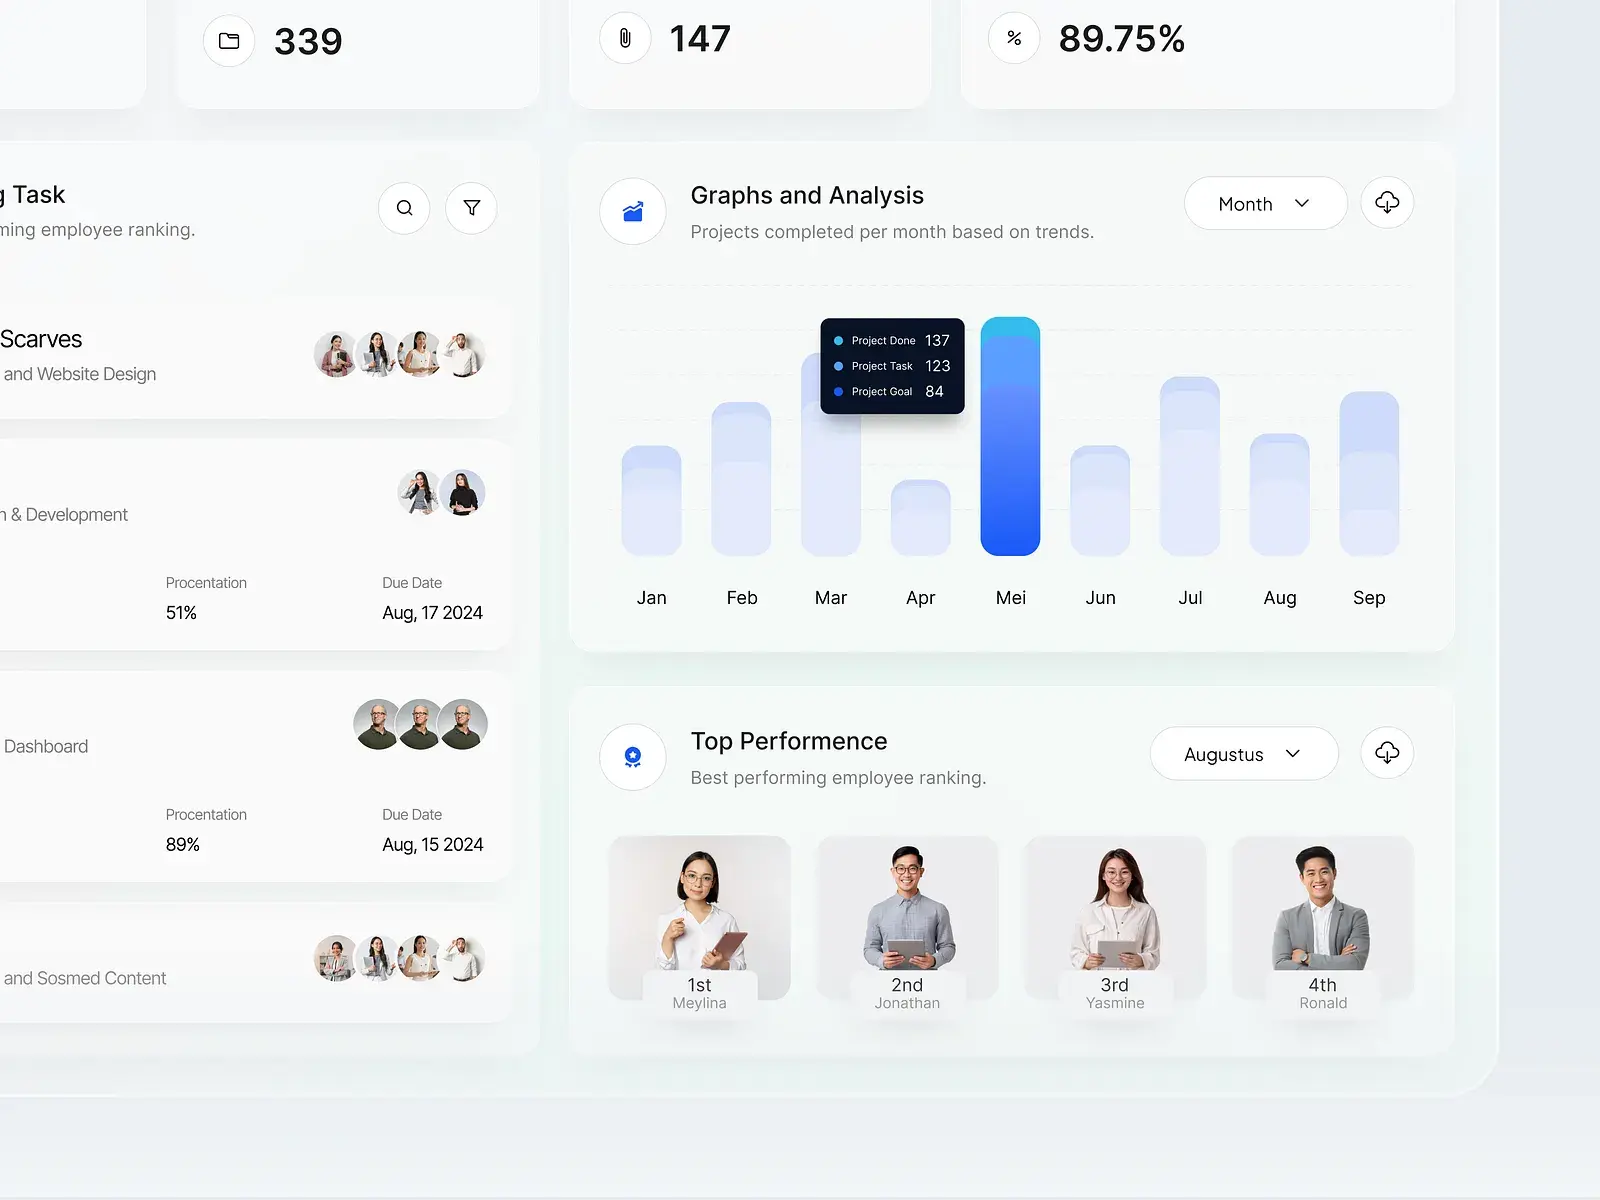 339
147
89.75%
g Task
ming employee ranking.
Scarves
and Website Design
n & Development
Procentation
Due Date
51%
Aug, 17 2024
Dashboard
Procentation
Due Date
89%
Aug, 15 2024
and Sosmed Content
Graphs and Analysis
Projects completed per month based on trends.
Month
Project Done 137
Project Task 123
Project Goal 84
Jan Feb Mar Apr Mei Jun Jul Aug Sep
Top Performence
Best performing employee ranking.
Augustus
1st
Meylina
2nd
Jonathan
3rd
Yasmine
4th
Ronald